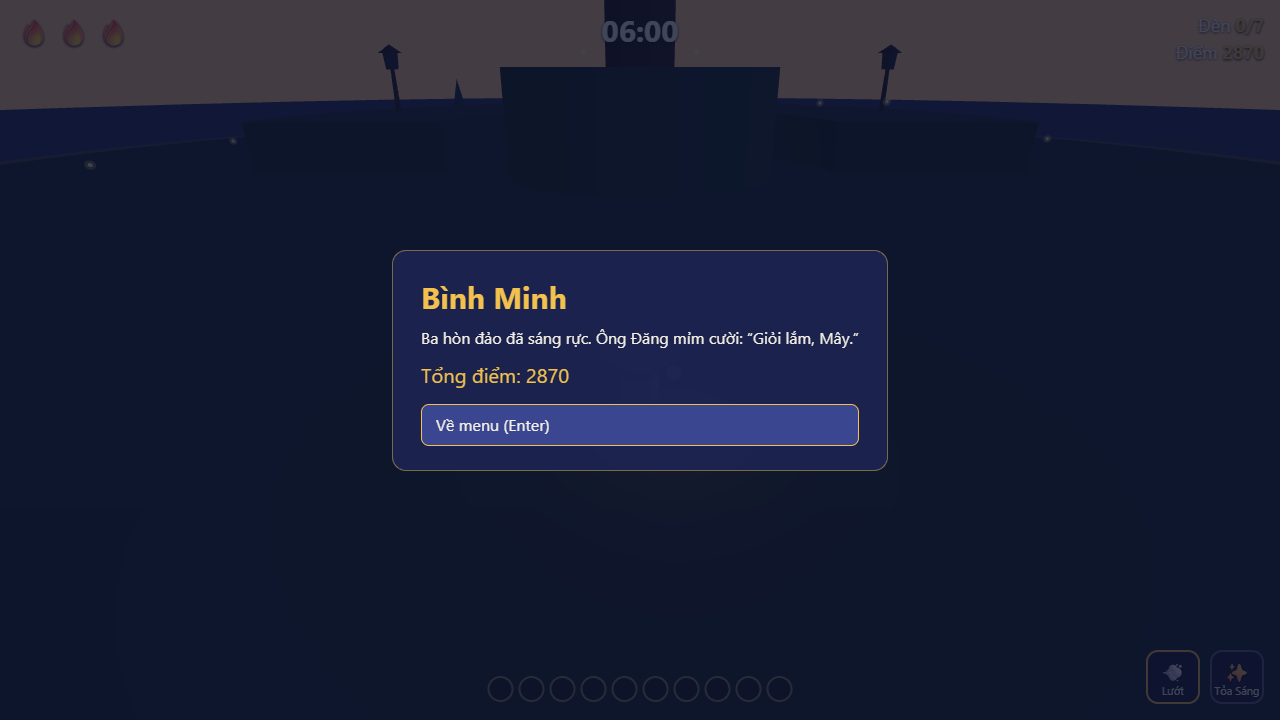 06:00
Đèn 0/7
Điểm 2870
Bình Minh
Ba hòn đảo đã sáng rực. Ông Đăng mỉm cười: “Giỏi lắm, Mây.”
Tổng điểm: 2870
Về menu (Enter)
Lướt
Tỏa Sáng